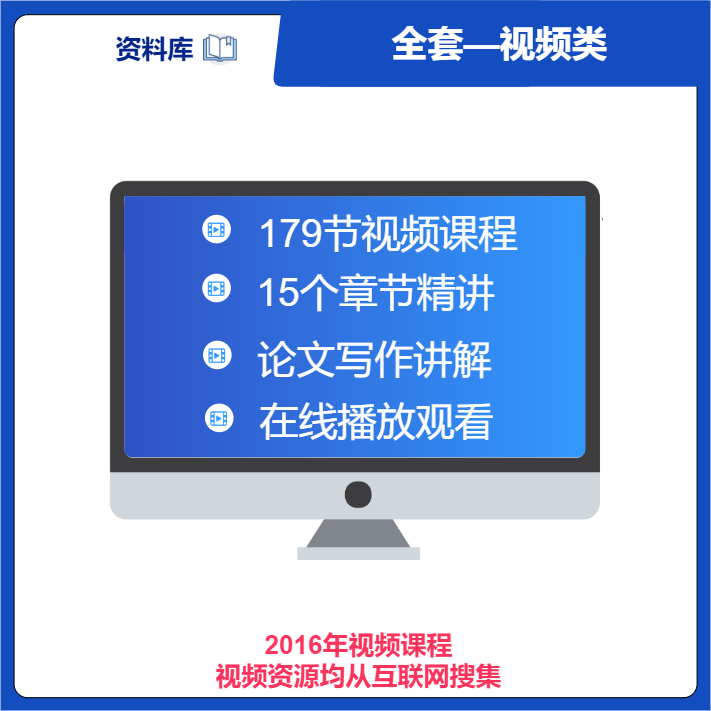 资料库
全套—视频类
179节视频课程
15个章节精讲
论文写作讲解
在线播放观看
2016年视频课程
视频资源均从互联网搜集